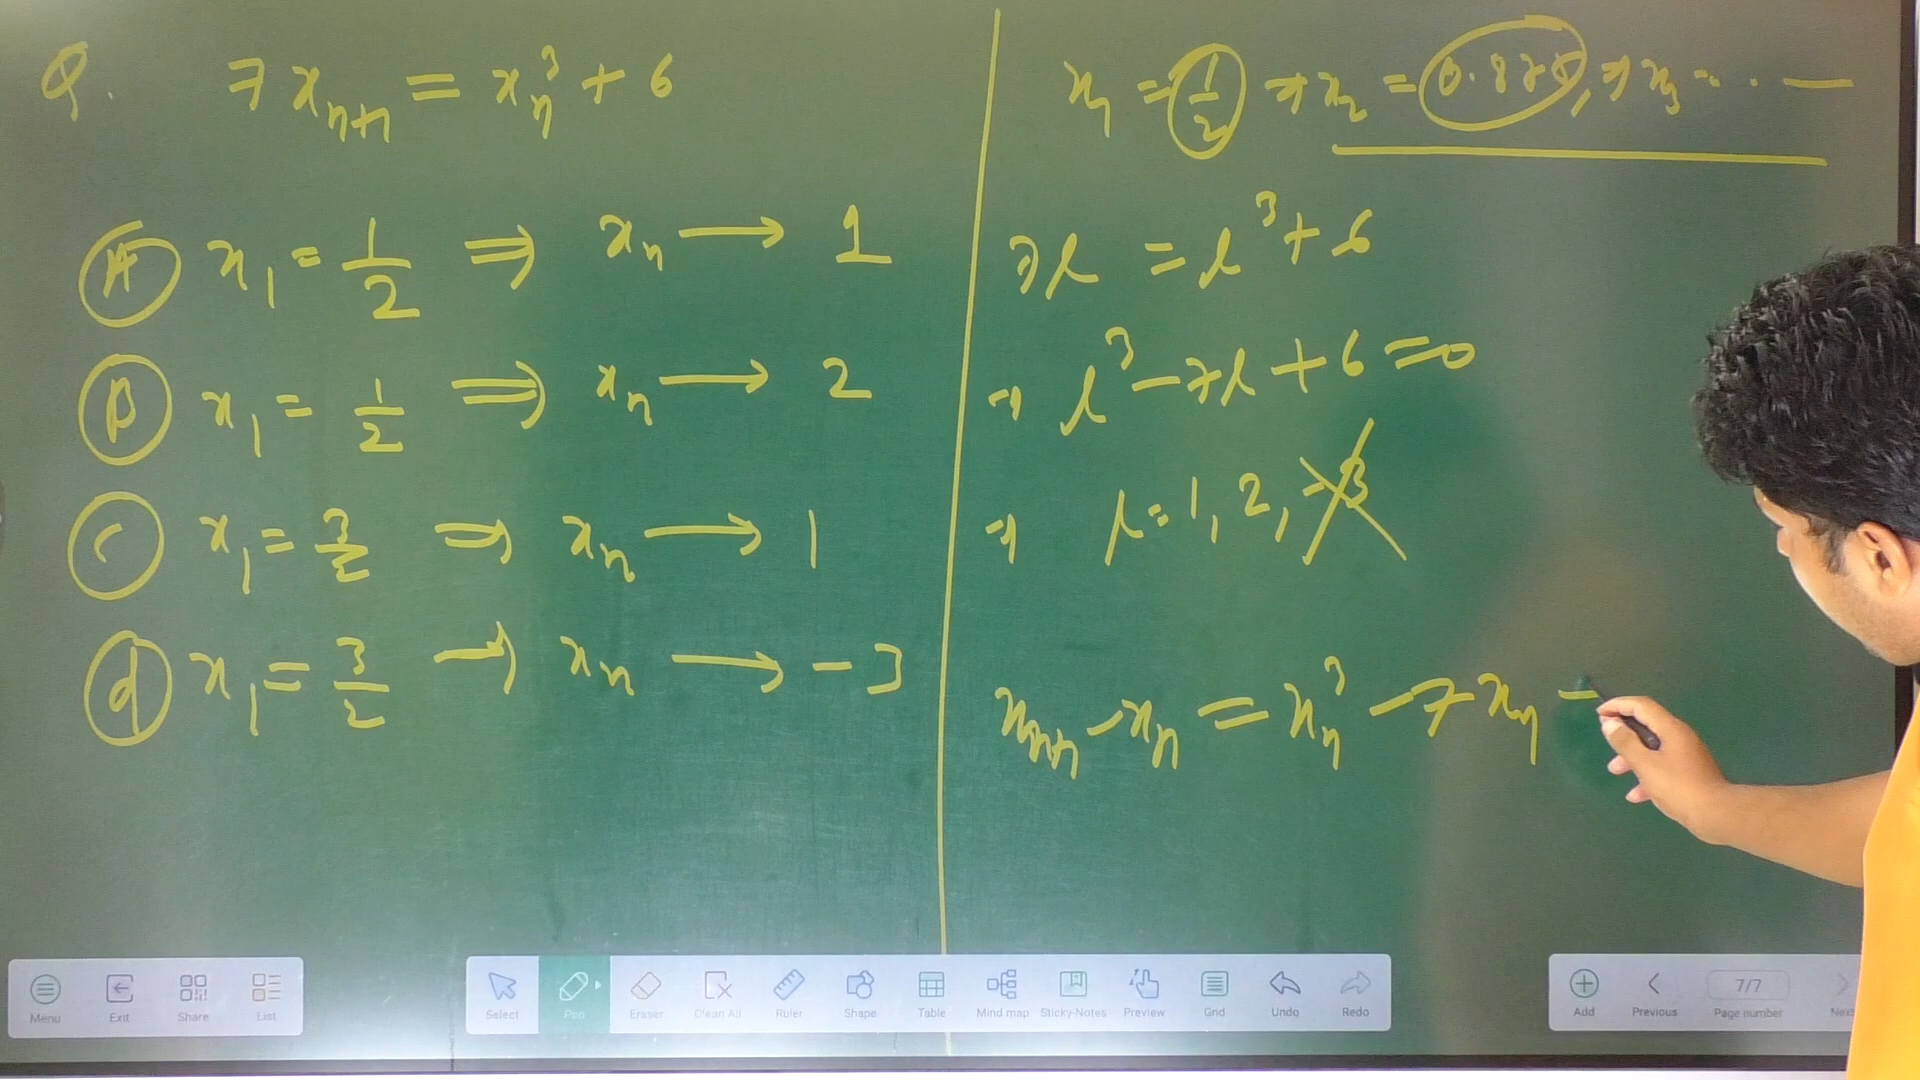 Q. 7x_{n+1} = x_n^3 + 6
(A) x_1 = 1/2 ⇒ x_n → 1
(B) x_1 = 1/2 ⇒ x_n → 2
(C) x_1 = 3/2 ⇒ x_n → 1
(d) x_1 = 3/2 → x_n → -3
x_1 = 1/2 → x_2 = 0.875, → x_3 - . . —
7l = l^3 + 6
⇒ l^3 - 7l + 6 = 0
⇒ l = 1, 2, -3
x_{n+1} - x_n = x_n^3 - 7x_n -
Menu Exit Share List
Select Pen Eraser Clean All Ruler Shape Table Mind map Sticky-Notes Preview Grid Undo Redo
7/7
Add Previous Page number